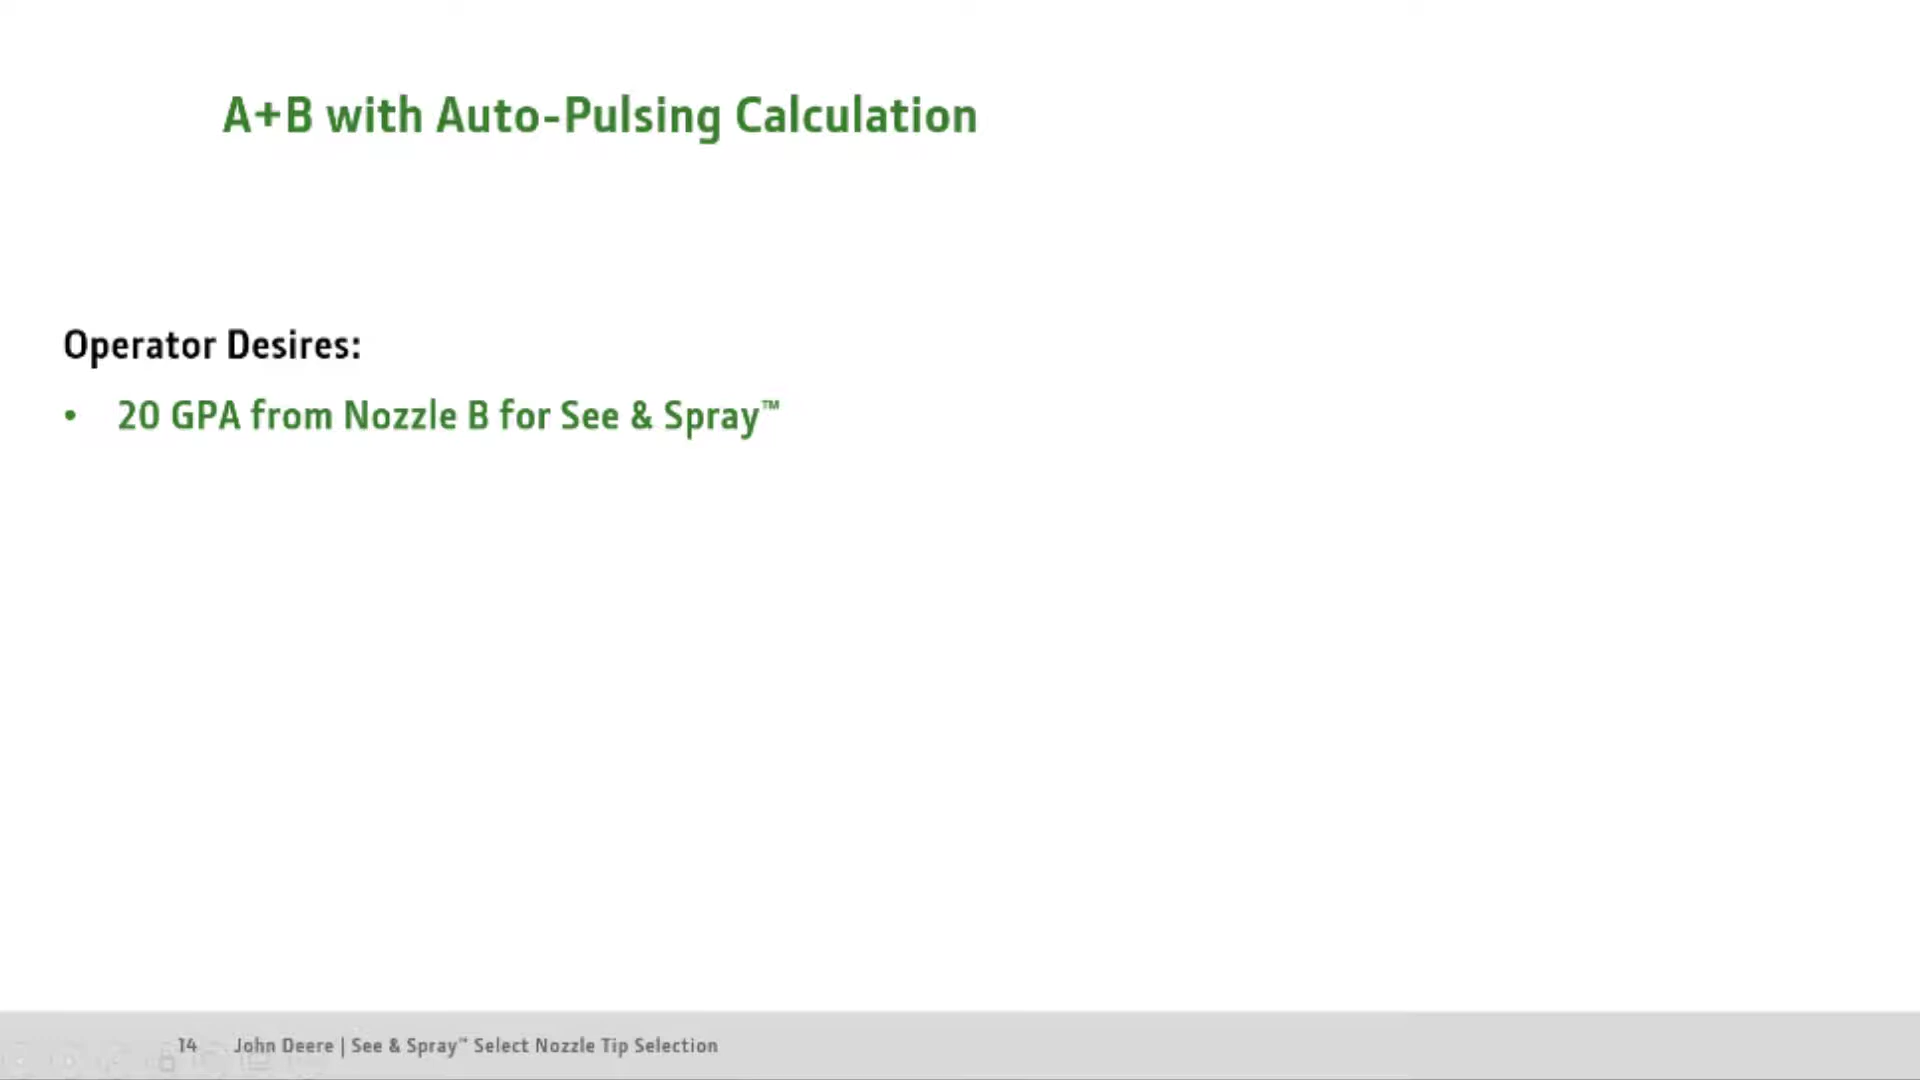 A+B with Auto-Pulsing Calculation
Operator Desires:
• 20 GPA from Nozzle B for See & Spray™
14 John Deere | See & Spray™ Select Nozzle Tip Selection